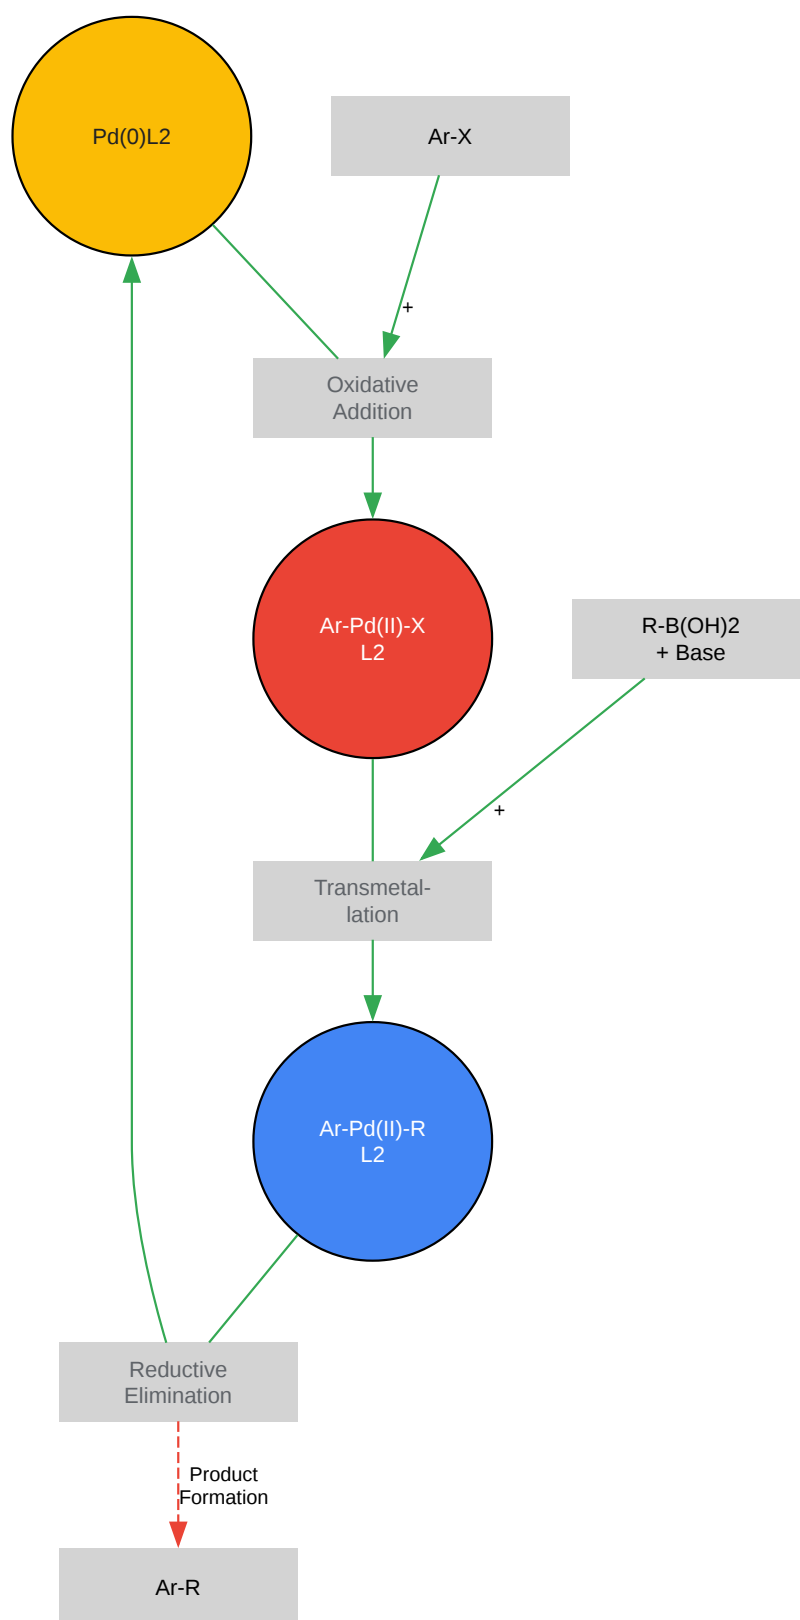 Pd(0)L2
Ar-X
+
Oxidative
Addition
Ar-Pd(II)-X
L2
R-B(OH)2
+ Base
+
Transmetal-
lation
Ar-Pd(II)-R
L2
Reductive
Elimination
Product
Formation
Ar-R